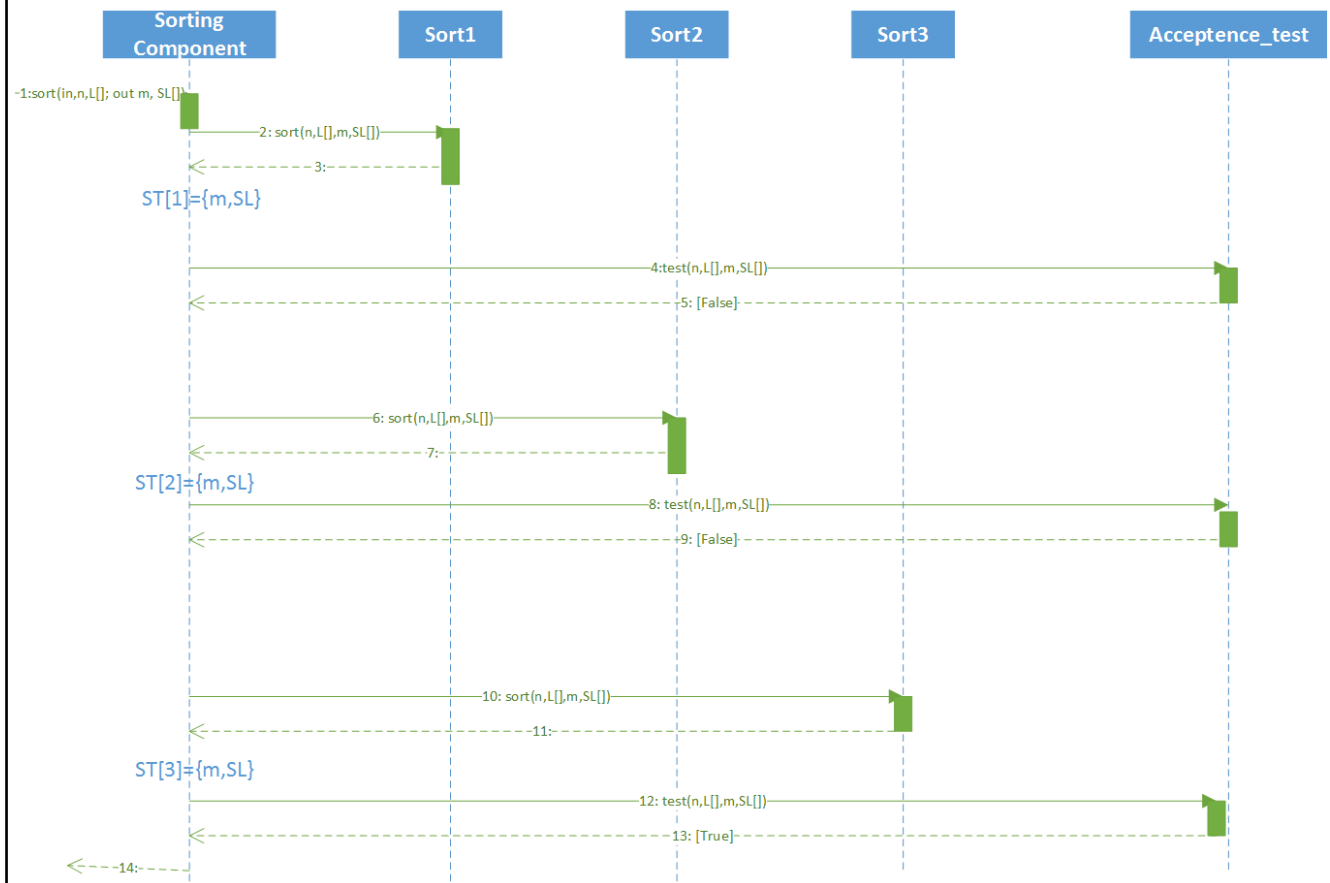 Sorting
Component
Sort1
Sort2
Sort3
Acceptence_test
1:sort(in,n,L[]; out m, SL[])
2: sort(n,L[],m,SL[])
3:
ST[1]={m,SL}
4:test(n,L[],m,SL[])
5: [False]
6: sort(n,L[],m,SL[])
7:
ST[2]={m,SL}
8: test(n,L[],m,SL[])
9: [False]
10: sort(n,L[],m,SL[])
11:
ST[3]={m,SL}
12: test(n,L[],m,SL[])
13: [True]
14: